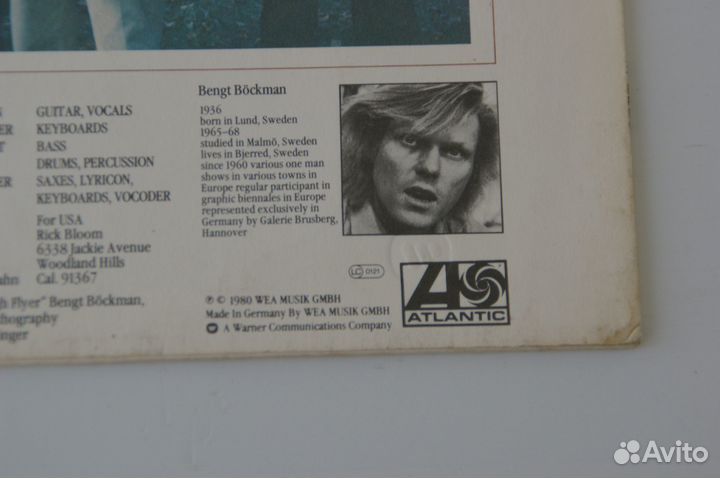 GUITAR, VOCALS
KEYBOARDS
BASS
DRUMS, PERCUSSION
SAXES, LYRICON,
KEYBOARDS, VOCODER
For USA
Rick Bloom
6338 Jackie Avenue
Woodland Hills
Cal. 91367
Flyer" Bengt Böckman,
Bengt Böckman
1936
born in Lund, Sweden
1965–68
studied in Malmö, Sweden
lives in Bjerred, Sweden
since 1960 various one man
shows in various towns in
Europe regular participant in
graphic biennales in Europe
represented exclusively in
Germany by Galerie Brusberg,
Hannover
LC 0121
℗ © 1980 WEA MUSIK GMBH
Made In Germany By WEA MUSIK GMBH
A Warner Communications Company
ATLANTIC
Avito